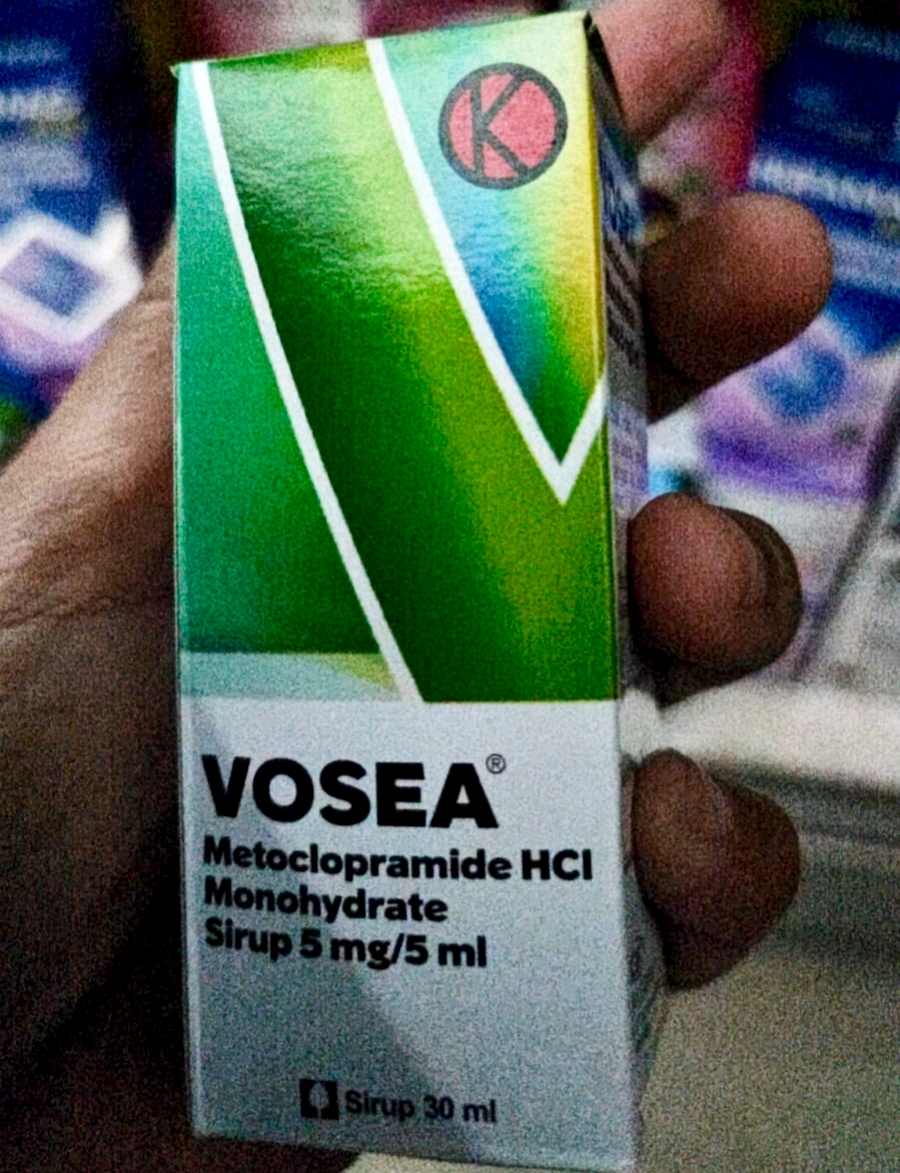 K
VOSEA®
Metoclopramide HCl
Monohydrate
Sirup 5 mg/5 ml
Sirup 30 ml